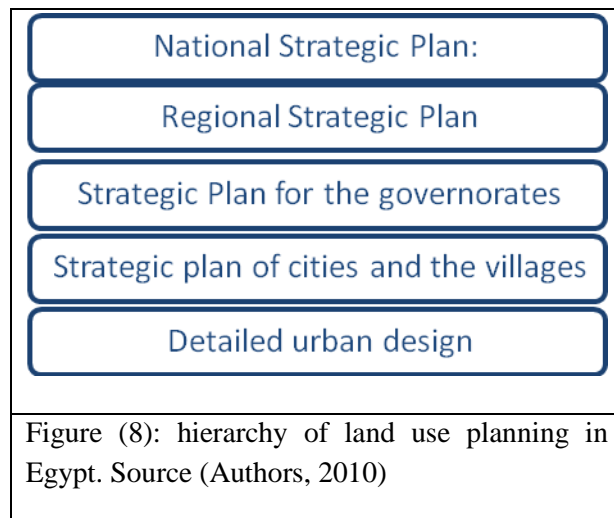 National Strategic Plan:
Regional Strategic Plan
Strategic Plan for the governorates
Strategic plan of cities and the villages
Detailed urban design
Figure (8): hierarchy of land use planning in
Egypt. Source (Authors, 2010)